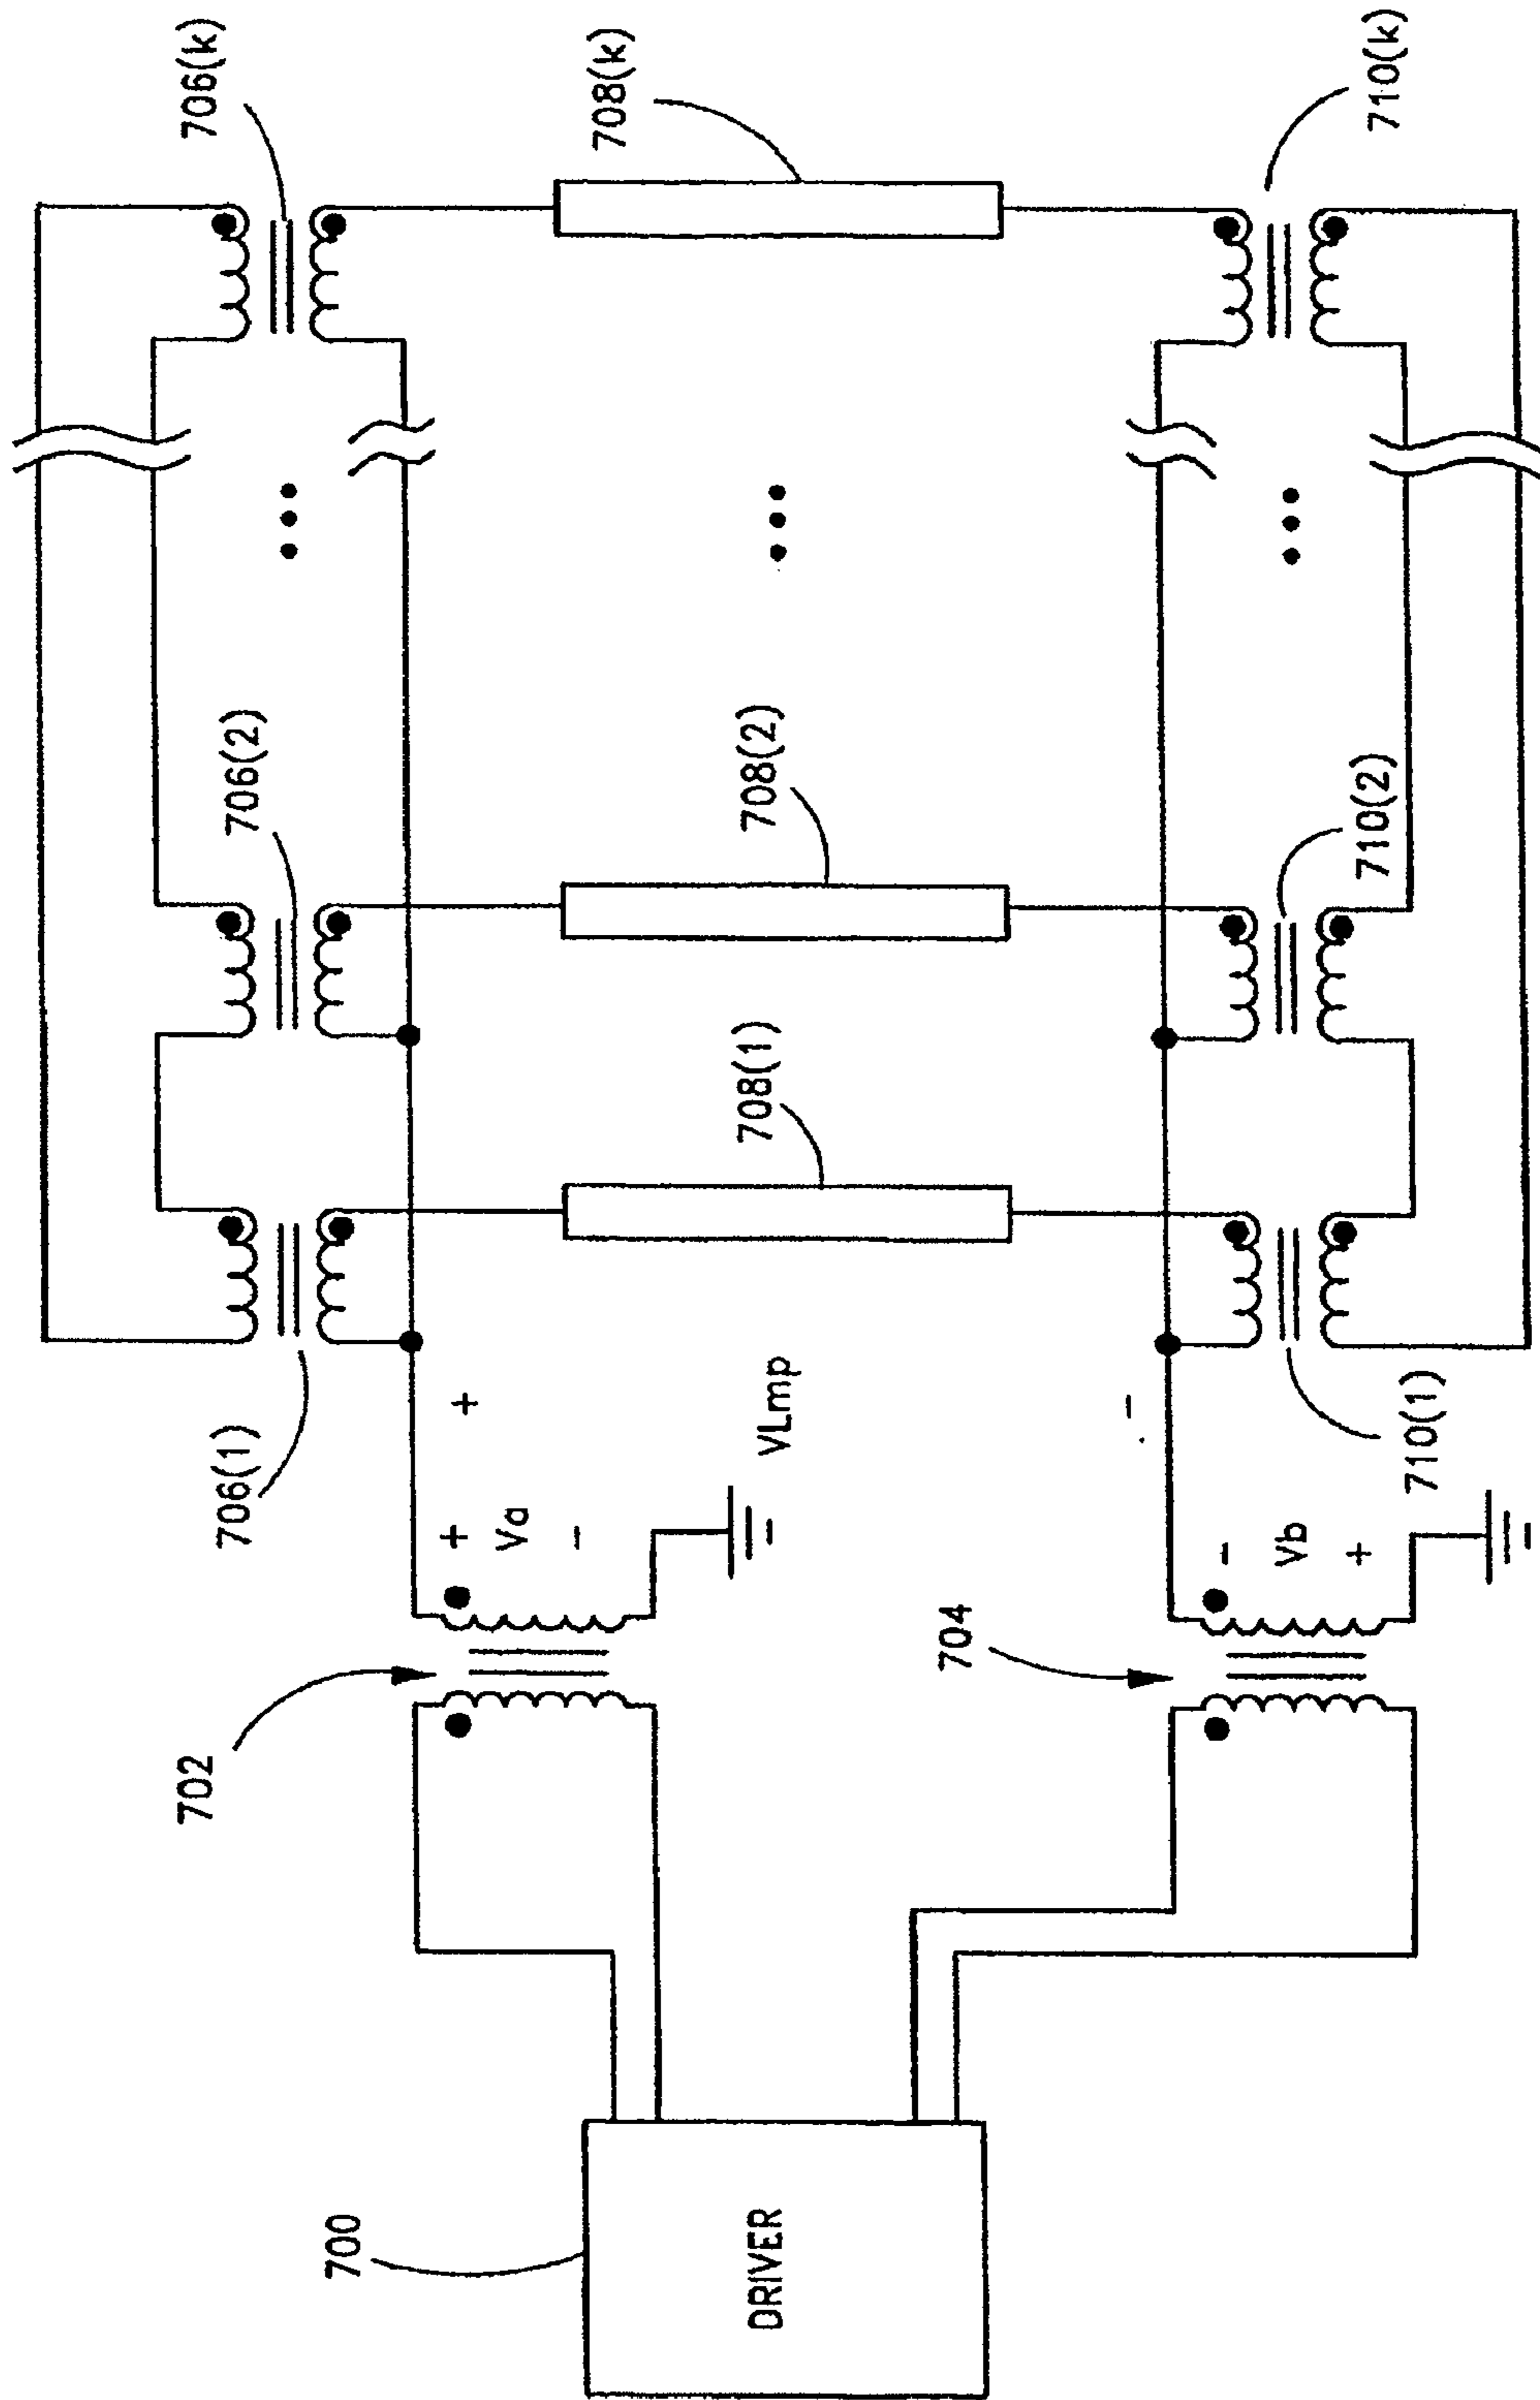 706(1)
706(2)
706(k)
702
+
Va
-
+
VLmp
-
708(1)
708(2)
708(k)
700
DRIVER
704
-
Vb
+
710(1)
710(2)
710(k)